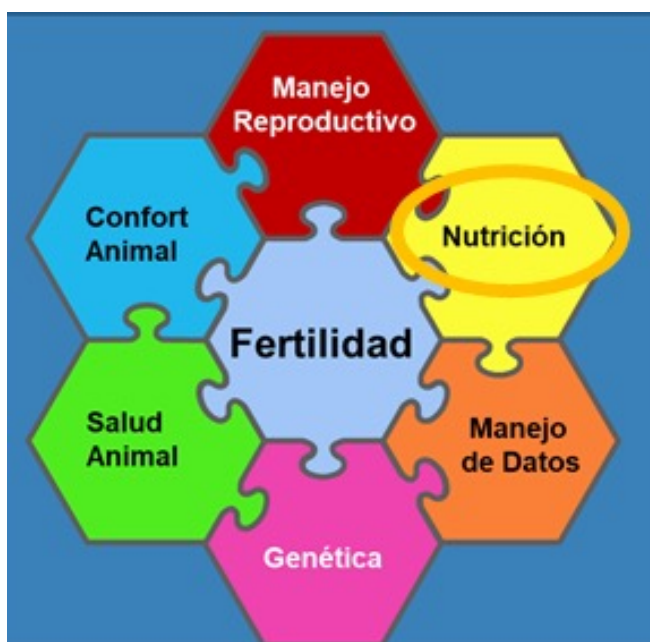 Manejo
Reproductivo
Confort
Animal
Nutrición
Fertilidad
Salud
Animal
Manejo
de Datos
Genética